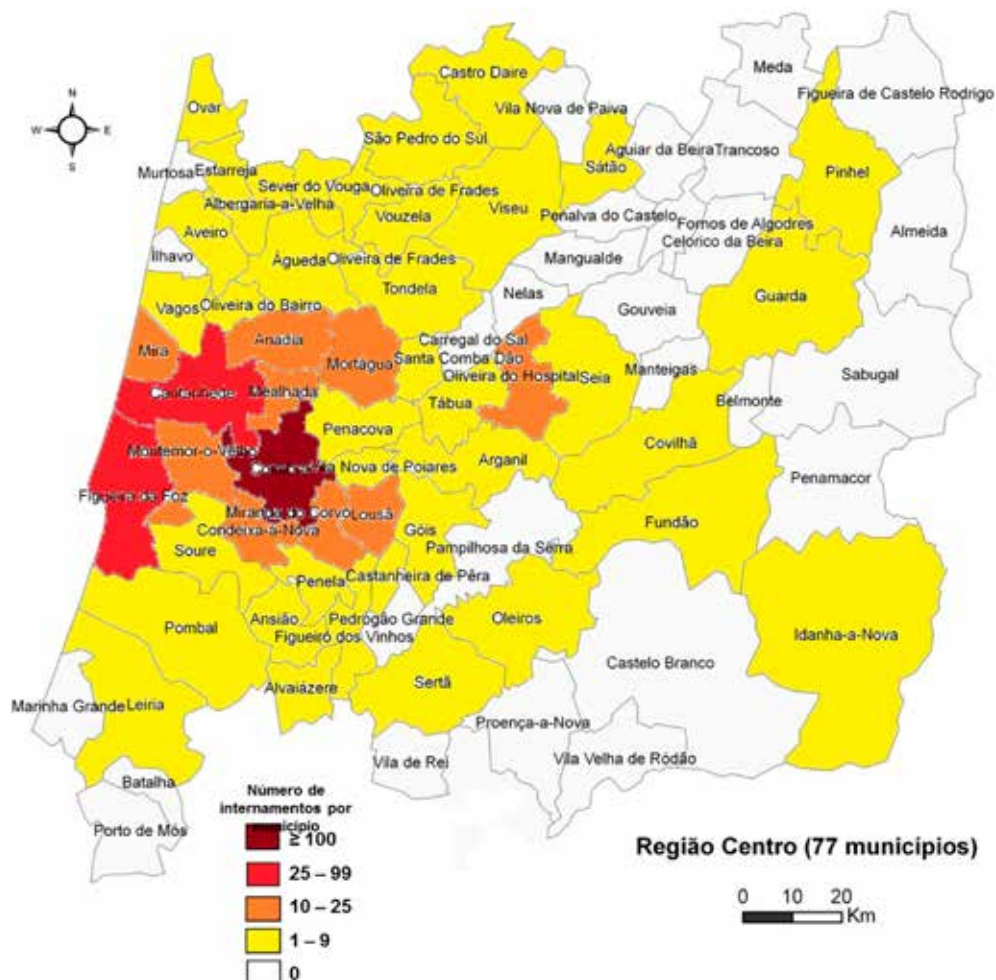 Meda
Castro Daire
Figueira de Castelo Rodrigo
Ovar
Vila Nova de Paiva
N
W E
S
São Pedro do Sul
Aguiar da Beira
Trancoso
Murtosa
Estarreja
Sátão
Pinhel
Sever do Vouga
Oliveira de Frades
Albergaria-a-Velha
Vouzela
Viseu
Penalva do Castelo
Fornos de Algodres
Aveiro
Almeida
Celorico da Beira
Ílhavo
Águeda
Oliveira de Frades
Mangualde
Tondela
Nelas
Guarda
Vagos
Oliveira do Bairro
Gouveia
Anadia
Carregal do Sal
Mira
Mortágua
Santa Comba Dão
Manteigas
Sabugal
Oliveira do Hospital
Seia
Cantanhede
Mealhada
Belmonte
Tábua
Penacova
Covilhã
Montemor-o-Velho
Arganil
Coimbra
Vila Nova de Poiares
Penamacor
Figueira da Foz
Miranda do Corvo
Lousã
Fundão
Condeixa-a-Nova
Góis
Soure
Pampilhosa da Serra
Penela
Castanheira de Pêra
Ansião
Pedrógão Grande
Oleiros
Pombal
Figueiró dos Vinhos
Idanha-a-Nova
Castelo Branco
Alvaiázere
Sertã
Marinha Grande
Leiria
Proença-a-Nova
Vila de Rei
Vila Velha de Ródão
Batalha
Porto de Mós
Número de
internamentos por
município
≥ 100
25 – 99
10 – 25
1 – 9
0
Região Centro (77 municípios)
0 10 20
Km